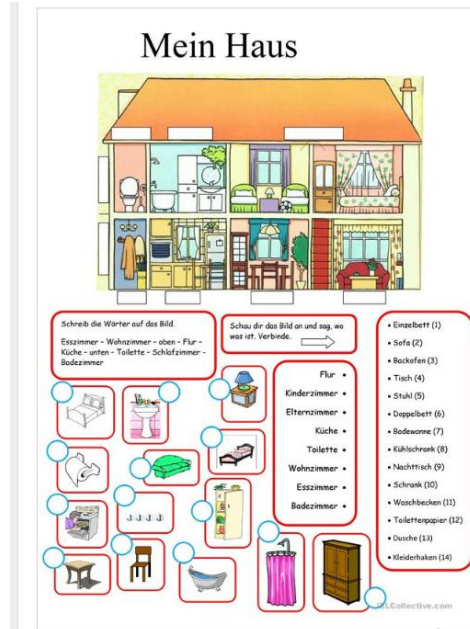 Mein Haus
Schreib die Wörter auf das Bild.
Esszimmer – Wohnzimmer – oben – Flur –
Küche – unten – Toilette – Schlafzimmer -
Badezimmer
Schau dir das Bild an und sag, wo
was ist. Verbinde.
Flur •
Kinderzimmer •
Elternzimmer •
Küche •
Toilette •
Wohnzimmer •
Esszimmer •
Badezimmer •
• Einzelbett (1)
• Sofa (2)
• Backofen (3)
• Tisch (4)
• Stuhl (5)
• Doppelbett (6)
• Badewanne (7)
• Kühlschrank (8)
• Nachttisch (9)
• Schrank (10)
• Waschbecken (11)
• Toilettenpapier (12)
• Dusche (13)
• Kleiderhaken (14)
iSLCollective.com